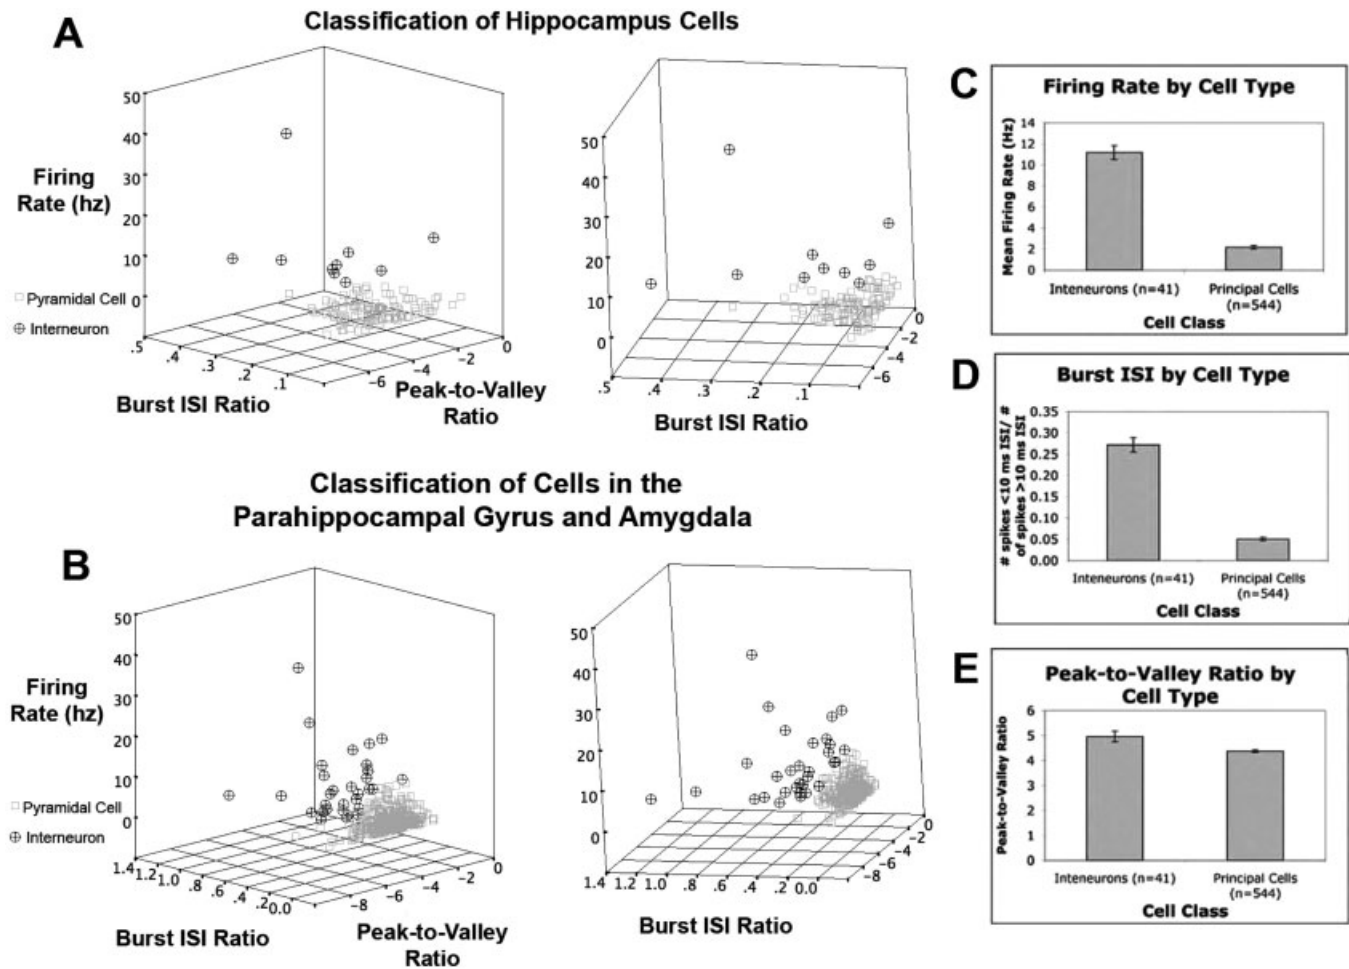 A
Classification of Hippocampus Cells
50
40
30
20
10
0
Firing
Rate (hz)
Pyramidal Cell
Interneuron
.5
.4
.3
.2
.1
−6
−4
−2
0
Burst ISI Ratio
Peak-to-Valley
Ratio
50
40
30
20
10
0
.5
.4
.3
.2
.1
0
−2
−4
−6
Burst ISI Ratio
Classification of Cells in the
Parahippocampal Gyrus and Amygdala
B
50
40
30
20
10
0
Firing
Rate (hz)
Pyramidal Cell
Interneuron
1.4
1.2
1.0
.8
.6
.4
.2
0.0
−8
−6
−4
−2
0
Burst ISI Ratio
Peak-to-Valley
Ratio
50
40
30
20
10
0
1.4
1.2
1.0
.8
.6
.4
.2
0.0
0
−2
−4
−6
−8
Burst ISI Ratio
C
Firing Rate by Cell Type
Mean Firing Rate (Hz)
14
12
10
8
6
4
2
0
Inteneurons (n=41)
Principal Cells
(n=544)
Cell Class
D
Burst ISI by Cell Type
# spikes <10 ms ISI/ #
of spikes >10 ms ISI
0.35
0.30
0.25
0.20
0.15
0.10
0.05
0.00
Inteneurons (n=41)
Principal Cells
(n=544)
Cell Class
E
Peak-to-Valley Ratio by
Cell Type
Peak-to-Valley Ratio
6
5
4
3
2
1
0
Inteneurons (n=41)
Principal Cells
(n=544)
Cell Class